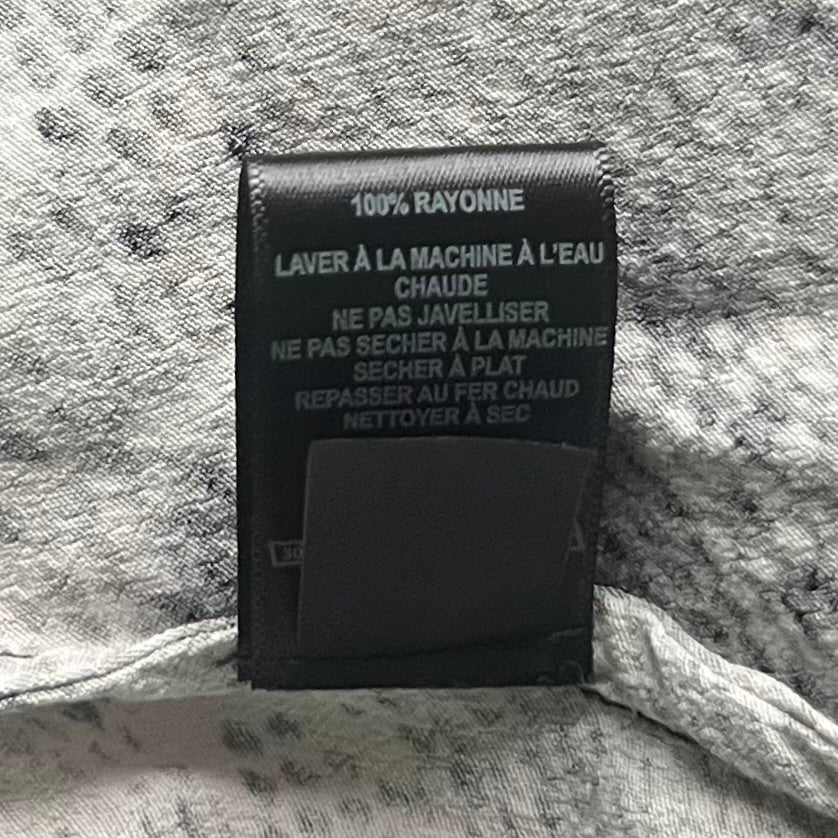 100% RAYONNE
LAVER À LA MACHINE À L'EAU
CHAUDE
NE PAS JAVELLISER
NE PAS SECHER À LA MACHINE
SECHER À PLAT
REPASSER AU FER CHAUD
NETTOYER À SEC
30